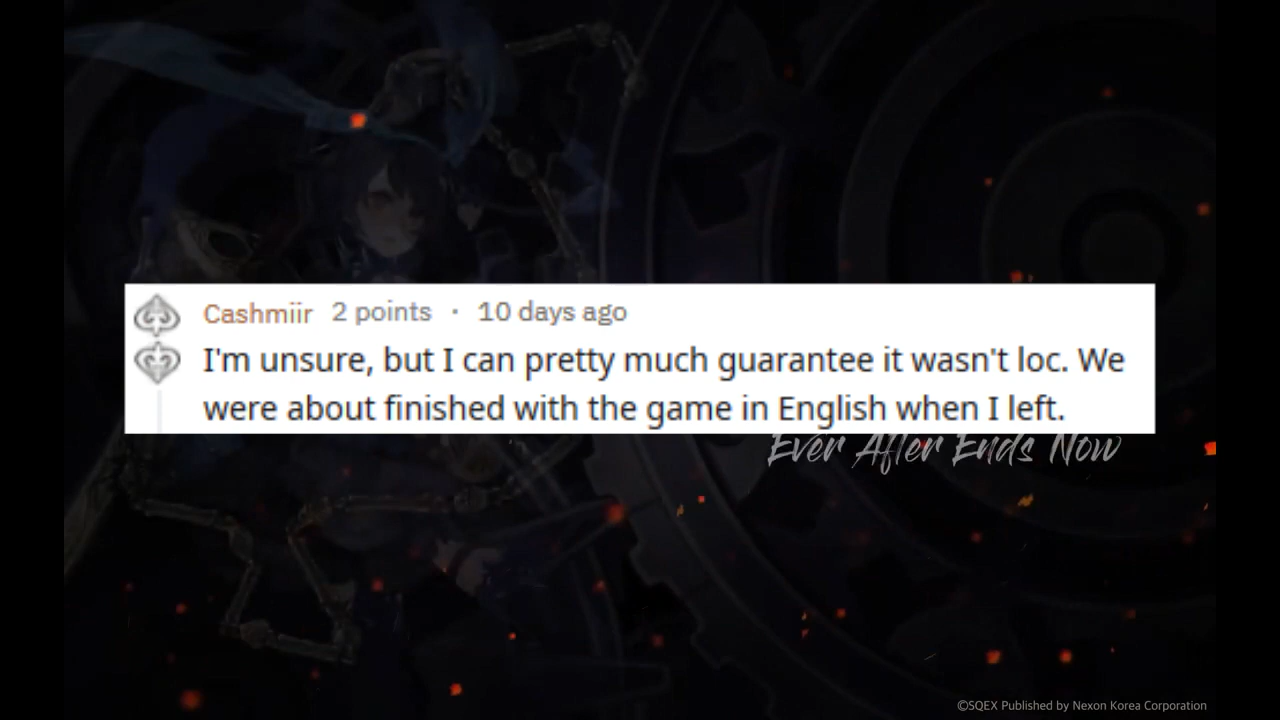 Cashmiir 2 points · 10 days ago
I'm unsure, but I can pretty much guarantee it wasn't loc. We
were about finished with the game in English when I left.
Ever After Ends Now
©SQEX Published by Nexon Korea Corporation